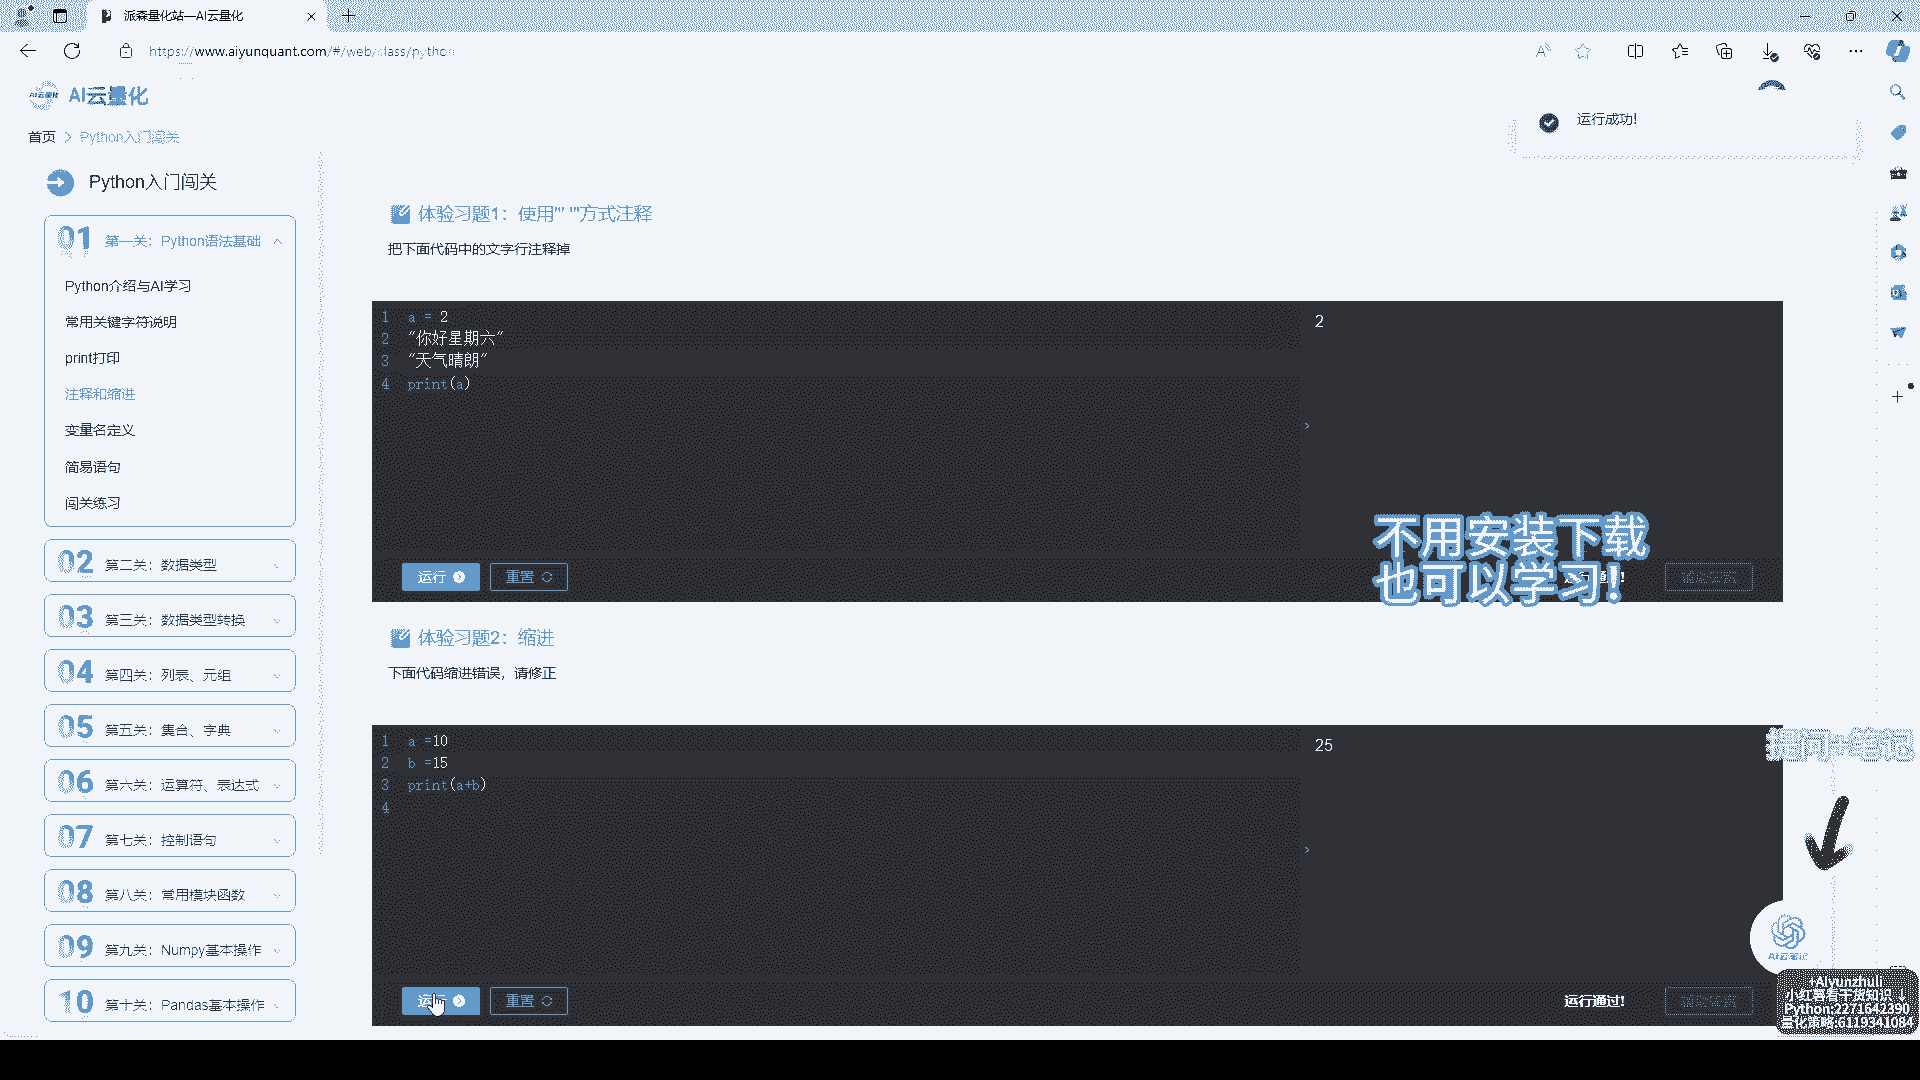 派森量化站—AI云量化
https://www.aiyunquant.com/#/web/class/python
AI云量化
首页 > Python入门闯关
运行成功!
Python入门闯关
01 第一关：Python语法基础
Python介绍与AI学习
常用关键字符说明
print打印
注释和缩进
变量名定义
简易语句
闯关练习
02 第二关：数据类型
03 第三关：数据类型转换
04 第四关：列表、元组
05 第五关：集合、字典
06 第六关：运算符、表达式
07 第七关：控制语句
08 第八关：常用模块函数
09 第九关：Numpy基本操作
10 第十关：Pandas基本操作
体验习题1：使用''' '''方式注释
把下面代码中的文字行注释掉
1 a = 2
2 "你好星期六"
3 "天气晴朗"
4 print(a)
2
运行
重置
不用安装下载
也可以学习!
体验习题2：缩进
下面代码缩进错误，请修正
1 a =10
2 b =15
3 print(a+b)
4
25
运行
重置
运行通过!
提问+笔记
AI云笔记
+AIyunzhuli
小红薯看干货知识↓
Python:2271642390
量化策略:6119341084